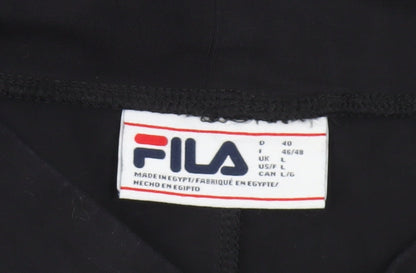 FILA
D 40
F 46/48
UK L
US/F L
CAN L/G
MADE IN EGYPT/FABRIQUÉ EN EGYPTE/
HECHO EN EGIPTO